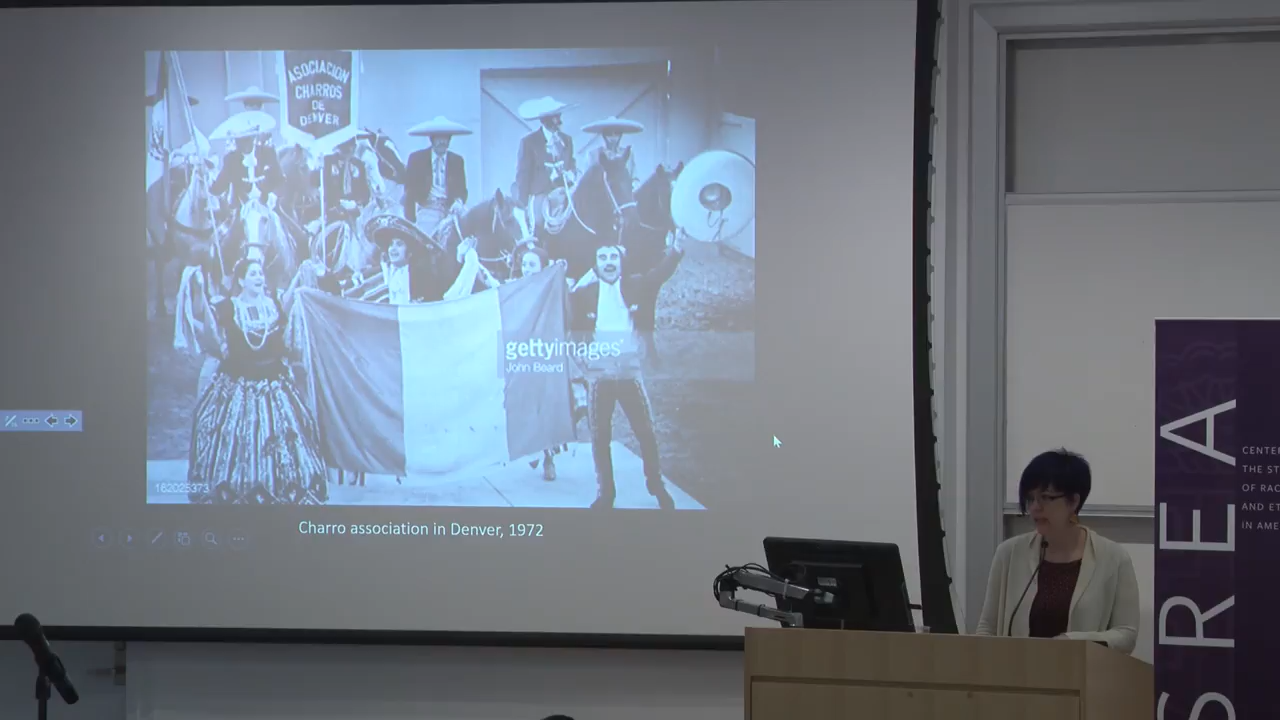 ASOCIACION
CHARROS
DE
DENVER
gettyimages®
John Beard
162025373
Charro association in Denver, 1972
SREA
CENTE
THE ST
OF RAC
AND ET
IN AME